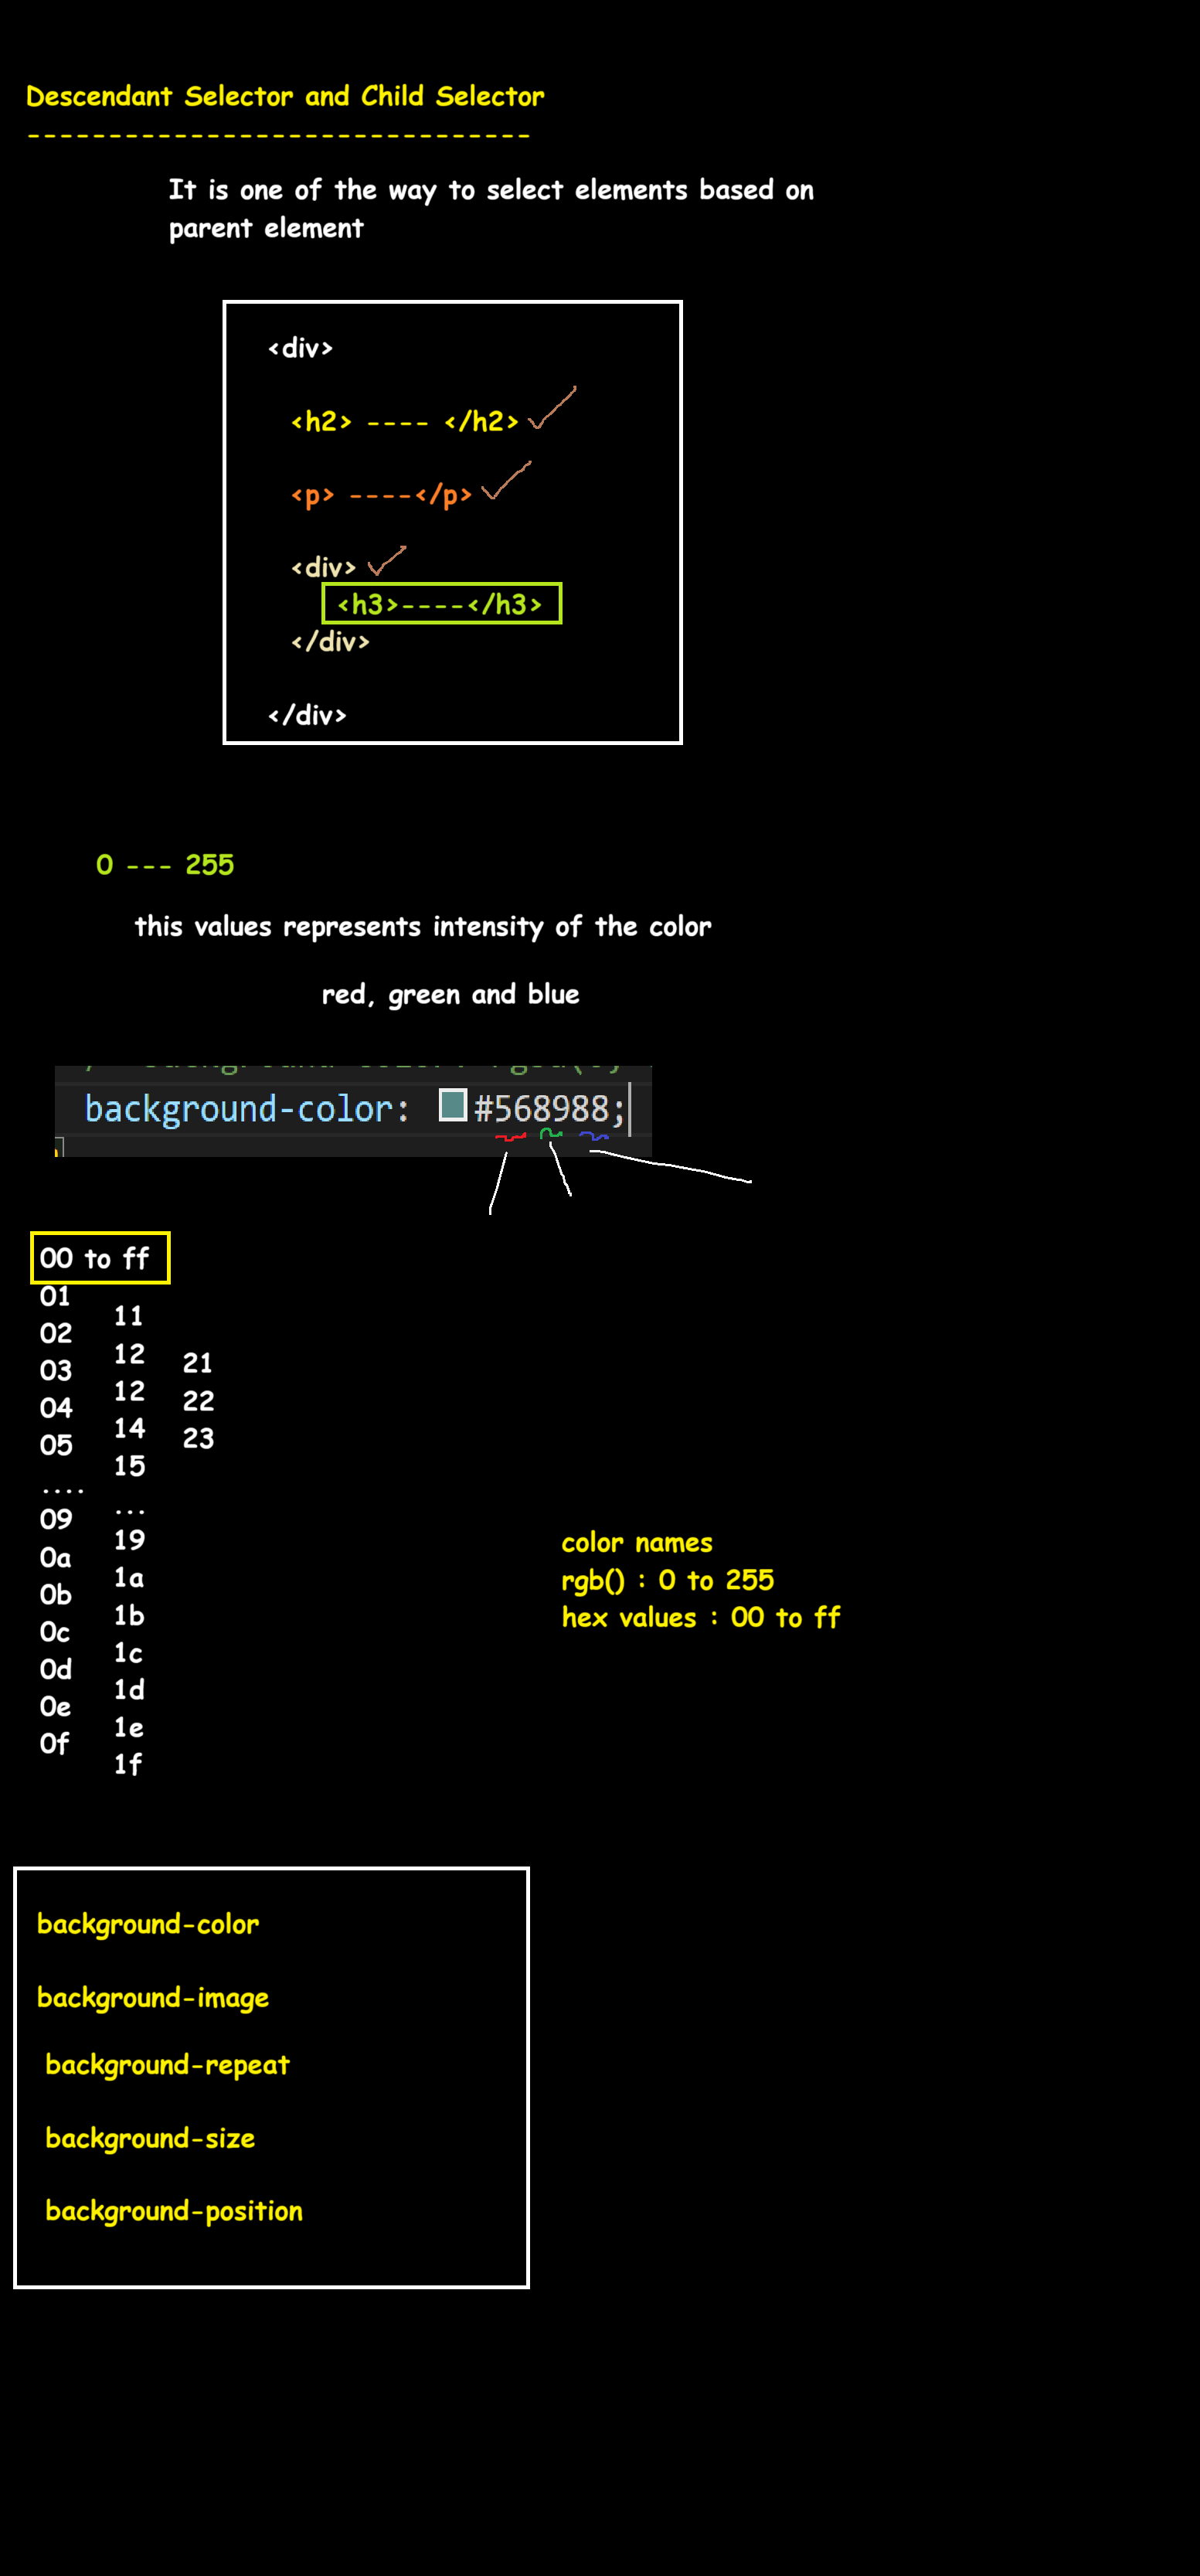 Descendant Selector and Child Selector
-------------------------------
It is one of the way to select elements based on
parent element
<div>
<h2> ---- </h2>
<p> ----</p>
<div>
<h3>----</h3>
</div>
</div>
0 --- 255
this values represents intensity of the color
red, green and blue
background-color: #568988;
00 to ff
01
02
03
04
05
....
09
0a
0b
0c
0d
0e
0f
11
12
12
14
15
...
19
1a
1b
1c
1d
1e
1f
21
22
23
color names
rgb() : 0 to 255
hex values : 00 to ff
background-color
background-image
background-repeat
background-size
background-position